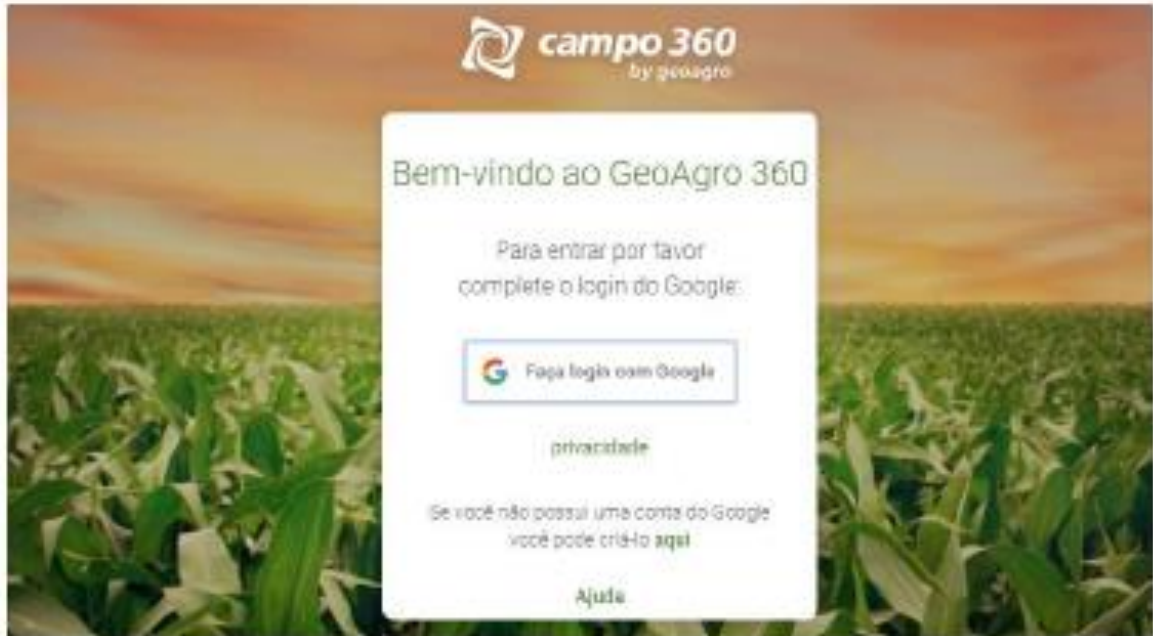 campo 360
by geoagro
Bem-vindo ao GeoAgro 360
Para entrar por favor
complete o login do Google:
Faça login com Google
privacidade
Se você não possui uma conta do Google
você pode criá-lo aqui
Ajuda